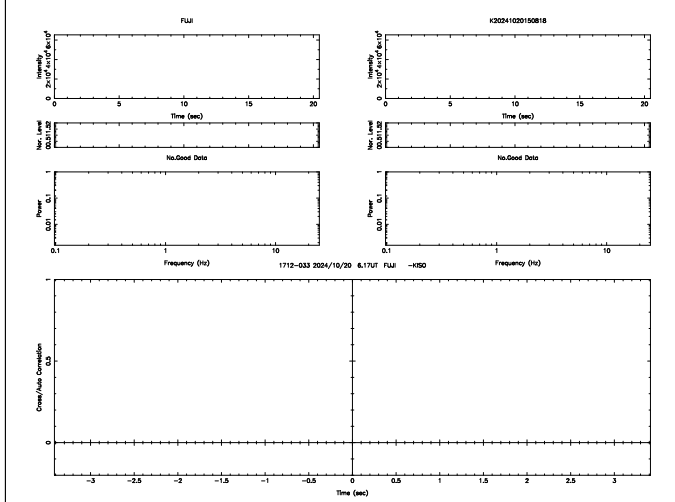 FUJI K20241020150818
Intensity 0 2×10⁴ 4×10⁴ 6×10⁴
0 5 10 15 20
Time (sec)
Intensity 0 2×10⁴ 4×10⁴ 6×10⁴
0 5 10 15 20
Time (sec)
Nor. Level 00.511.52
Nor. Level 00.511.52
No.Good Data No.Good Data
Power 0.01 0.1 1
0.1 1 10
Frequency (Hz)
Power 0.01 0.1 1
0.1 1 10
Frequency (Hz)
1712-033 2024/10/20 6.17UT FUJI -KISO
Cross/Auto Correlation 0 0.5 1
-3 -2.5 -2 -1.5 -1 -0.5 0 0.5 1 1.5 2 2.5 3
Time (sec)